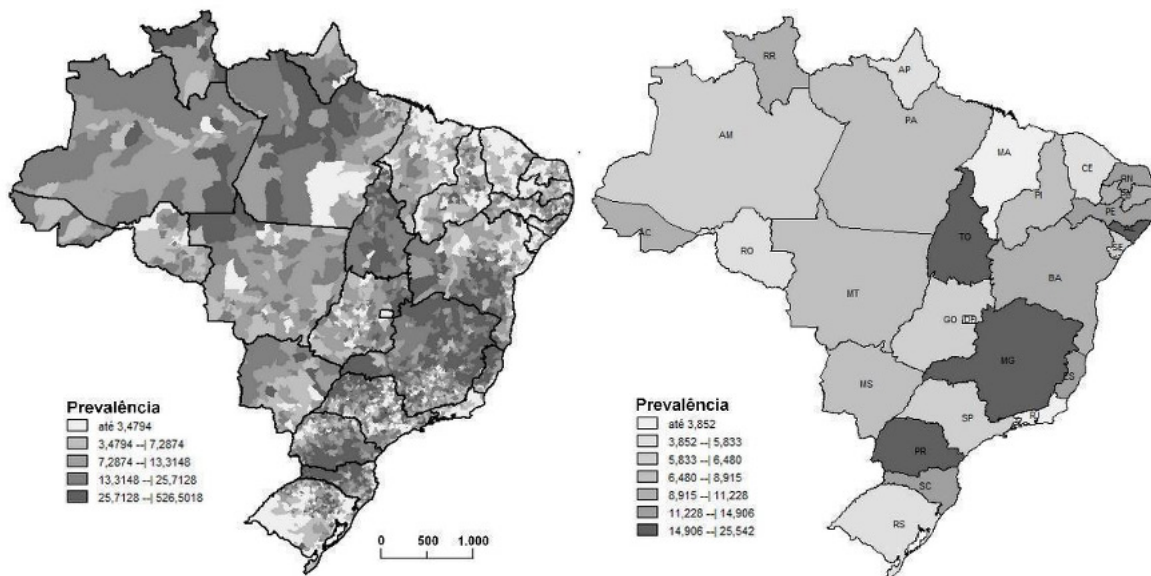 Prevalência
até 3,4794
3,4794 --| 7,2874
7,2874 --| 13,3148
13,3148 --| 25,7128
25,7128 --| 526,5018
0 500 1.000
RR
AP
AM
PA
MA
CE
RN
PI
PE
AC
TO
SE
RO
BA
MT
GO
DF
MG
ES
MS
SP
PR
SC
RS
Prevalência
até 3,852
3,852 --| 5,833
5,833 --| 6,480
6,480 --| 8,915
8,915 --| 11,228
11,228 --| 14,906
14,906 --| 25,542